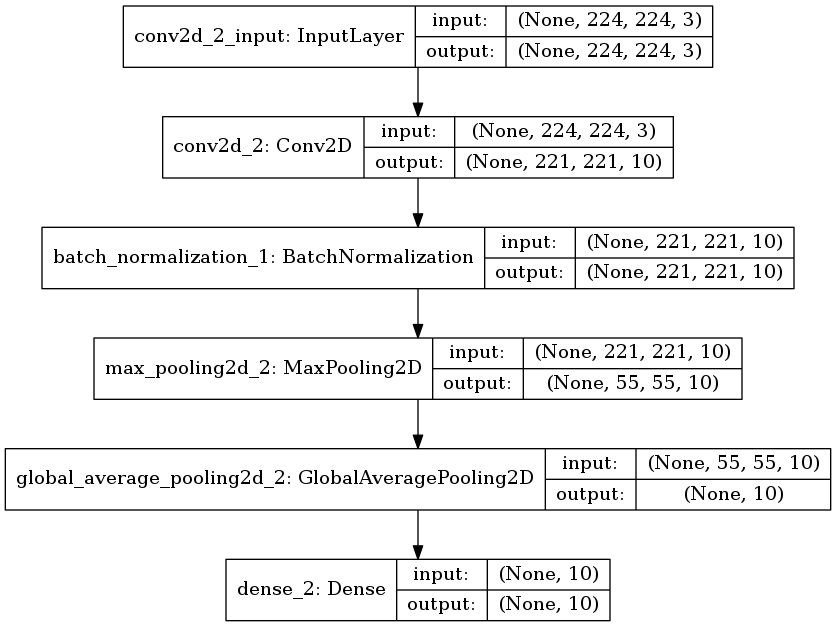 conv2d_2_input: InputLayer
input: (None, 224, 224, 3)
output: (None, 224, 224, 3)
conv2d_2: Conv2D
input: (None, 224, 224, 3)
output: (None, 221, 221, 10)
batch_normalization_1: BatchNormalization
input: (None, 221, 221, 10)
output: (None, 221, 221, 10)
max_pooling2d_2: MaxPooling2D
input: (None, 221, 221, 10)
output: (None, 55, 55, 10)
global_average_pooling2d_2: GlobalAveragePooling2D
input: (None, 55, 55, 10)
output: (None, 10)
dense_2: Dense
input: (None, 10)
output: (None, 10)